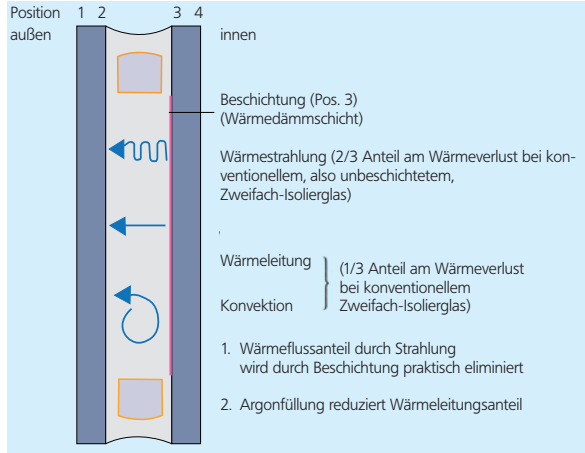 Position 1 2 3 4
außen innen
Beschichtung (Pos. 3)
(Wärmedämmschicht)
Wärmestrahlung (2/3 Anteil am Wärmeverlust bei kon-
ventionellem, also unbeschichtetem,
Zweifach-Isolierglas)
Wärmeleitung
(1/3 Anteil am Wärmeverlust
bei konventionellem
Konvektion Zweifach-Isolierglas)
1. Wärmeflussanteil durch Strahlung
wird durch Beschichtung praktisch eliminiert
2. Argonfüllung reduziert Wärmeleitungsanteil